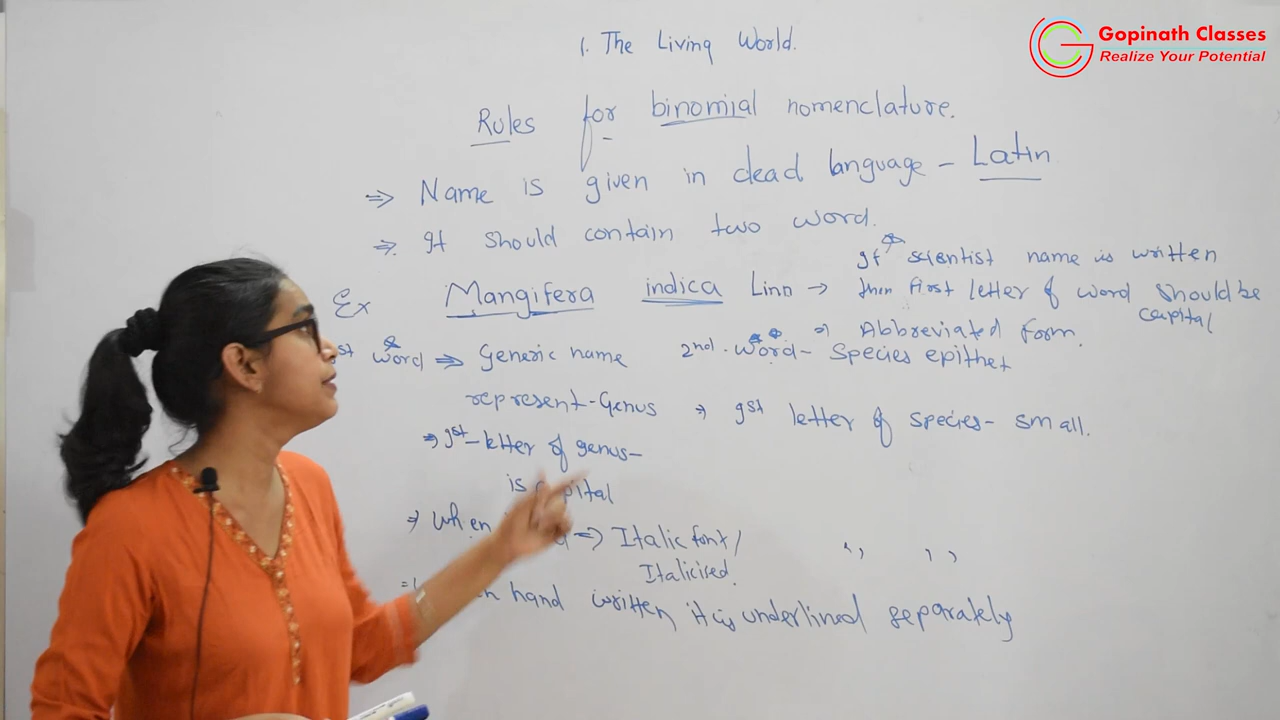 Gopinath Classes
Realize Your Potential
1. The Living World.
Rules for binomial nomenclature.
⇒ Name is given in dead language - Latin
⇒ It should contain two word.
If scientist name is written
Ex Mangifera indica Linn → then first letter of word should be
capital
⇒ Abbreviated form.
st word ⇒ Generic name 2nd. word - Species epithet
represent-Genus ⇒ Ist letter of species- small.
⇒ Ist-letter of genus-
is capital
⇒ When ⇒ Italic font/ " "
Italicised.
hand written, it is underlined separately